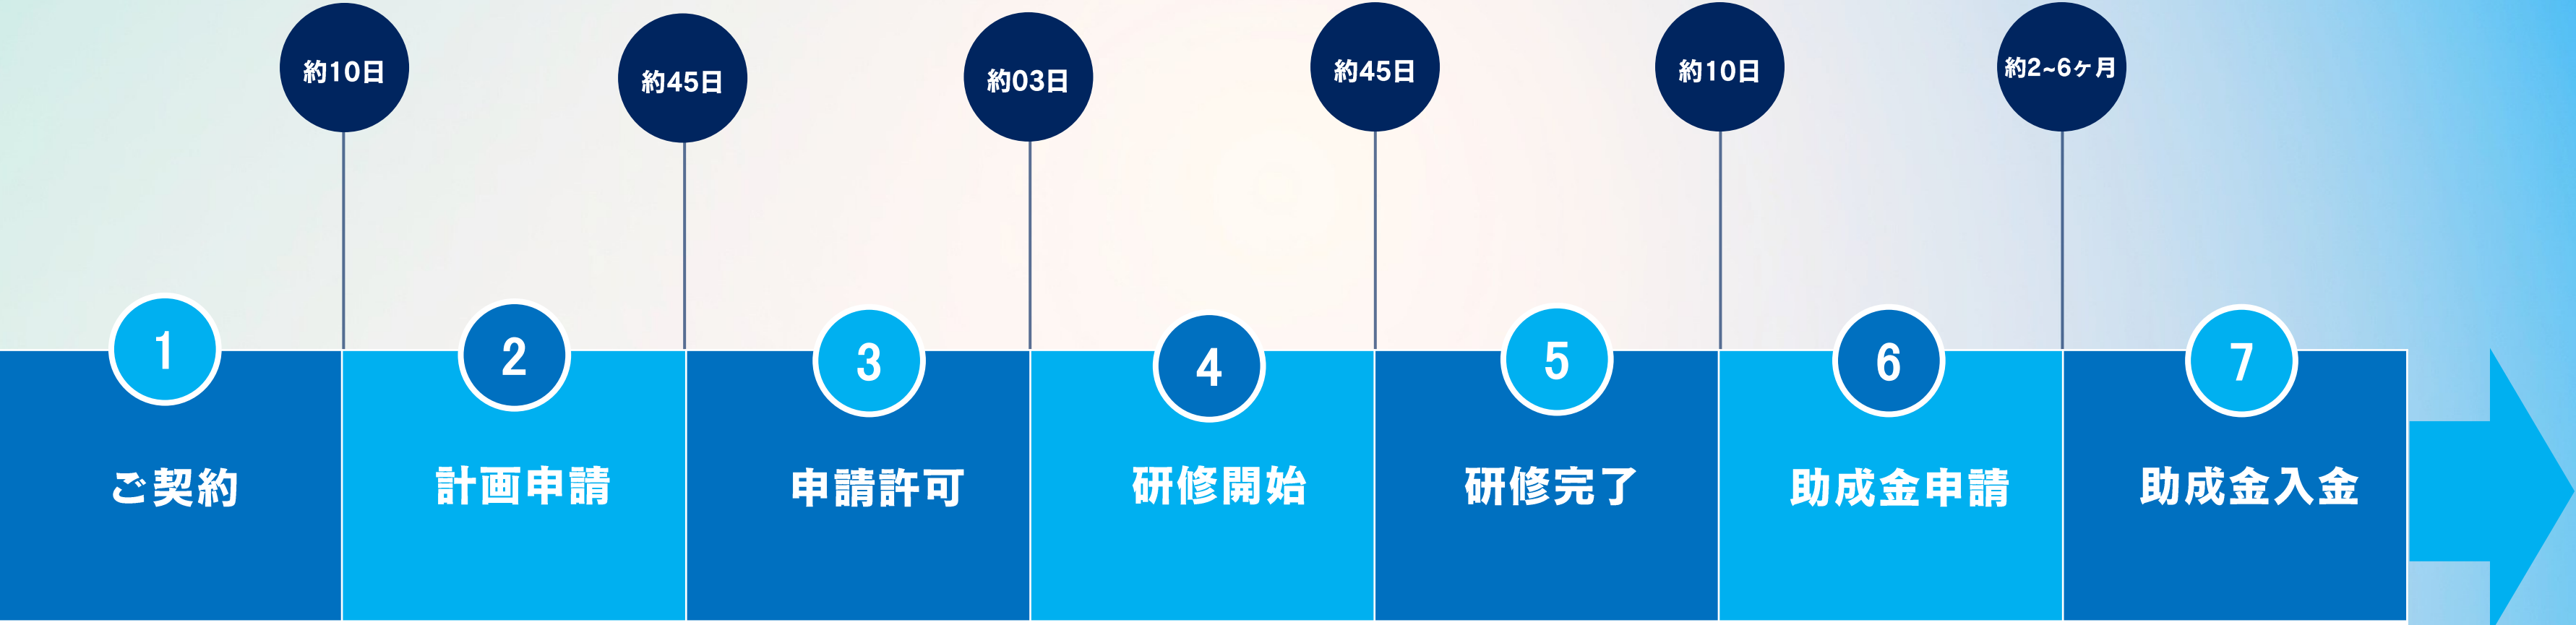 約10日
約45日
約03日
約45日
約10日
約2~6ヶ月
1
2
3
4
5
6
7
ご契約
計画申請
申請許可
研修開始
研修完了
助成金申請
助成金入金